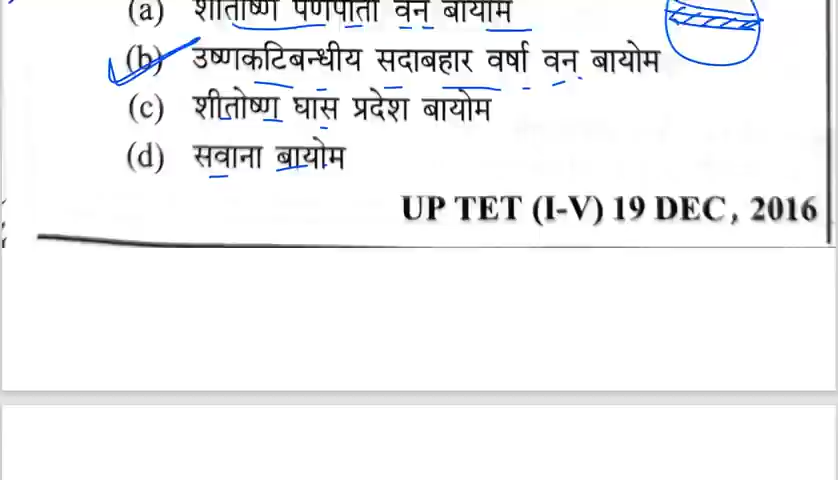 (a) शीतोष्ण पर्णपाती वन बायोम
(b) उष्णकटिबन्धीय सदाबहार वर्षा वन बायोम
(c) शीतोष्ण घास प्रदेश बायोम
(d) सवाना बायोम
UP TET (I-V) 19 DEC, 2016